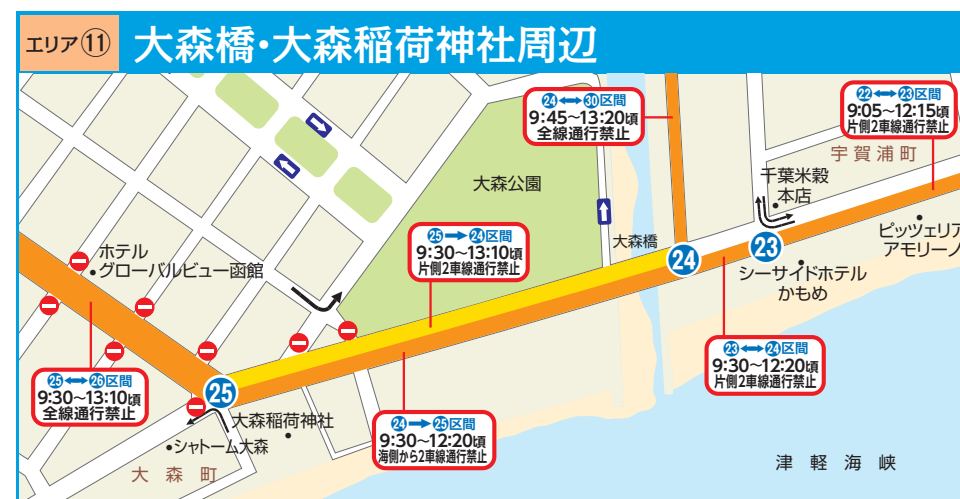 エリア⑪ 大森橋・大森稲荷神社周辺
24⟷30区間
9:45~13:20頃
全線通行禁止
22⟷23区間
9:05~12:15頃
片側2車線通行禁止
宇賀浦町
千葉米穀
本店
大森公園
25➡24区間
9:30~13:10頃
片側2車線通行禁止
大森橋
24
23
ピッツェリア
アモリーノ
ホテル
グローバルビュー函館
シーサイドホテル
かもめ
23⟷24区間
9:30~12:20頃
片側2車線通行禁止
25⟷26区間
9:30~13:10頃
全線通行禁止
25
大森稲荷神社
シャトーム大森
24➡25区間
9:30~12:20頃
海側から2車線通行禁止
大森町
津軽海峡